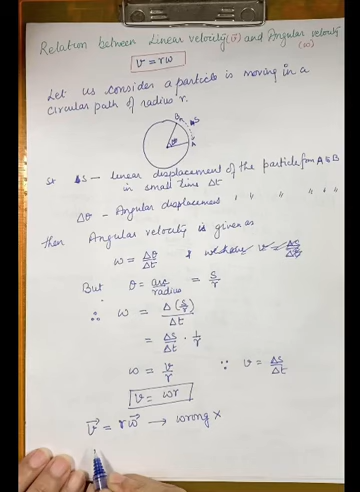 Relation between Linear velocity (v⃗) and Angular velocity (ω)
v = rω
Let us consider a particle is moving in a
circular path of radius r.
B ΔS
r
Δθ A
ΔS – linear displacement of the particle from A to B
in small time Δt
Δθ – Angular displacement " " " " "
then Angular velocity is given as
ω = Δθ/Δt & we have v = ΔS/Δt
But θ = arc/radius = S/r
∴ ω = Δ(S/r)/Δt
= ΔS/Δt · 1/r
ω = v/r ∵ v = ΔS/Δt
v = ωr
v⃗ = rω⃗ → wrong ×